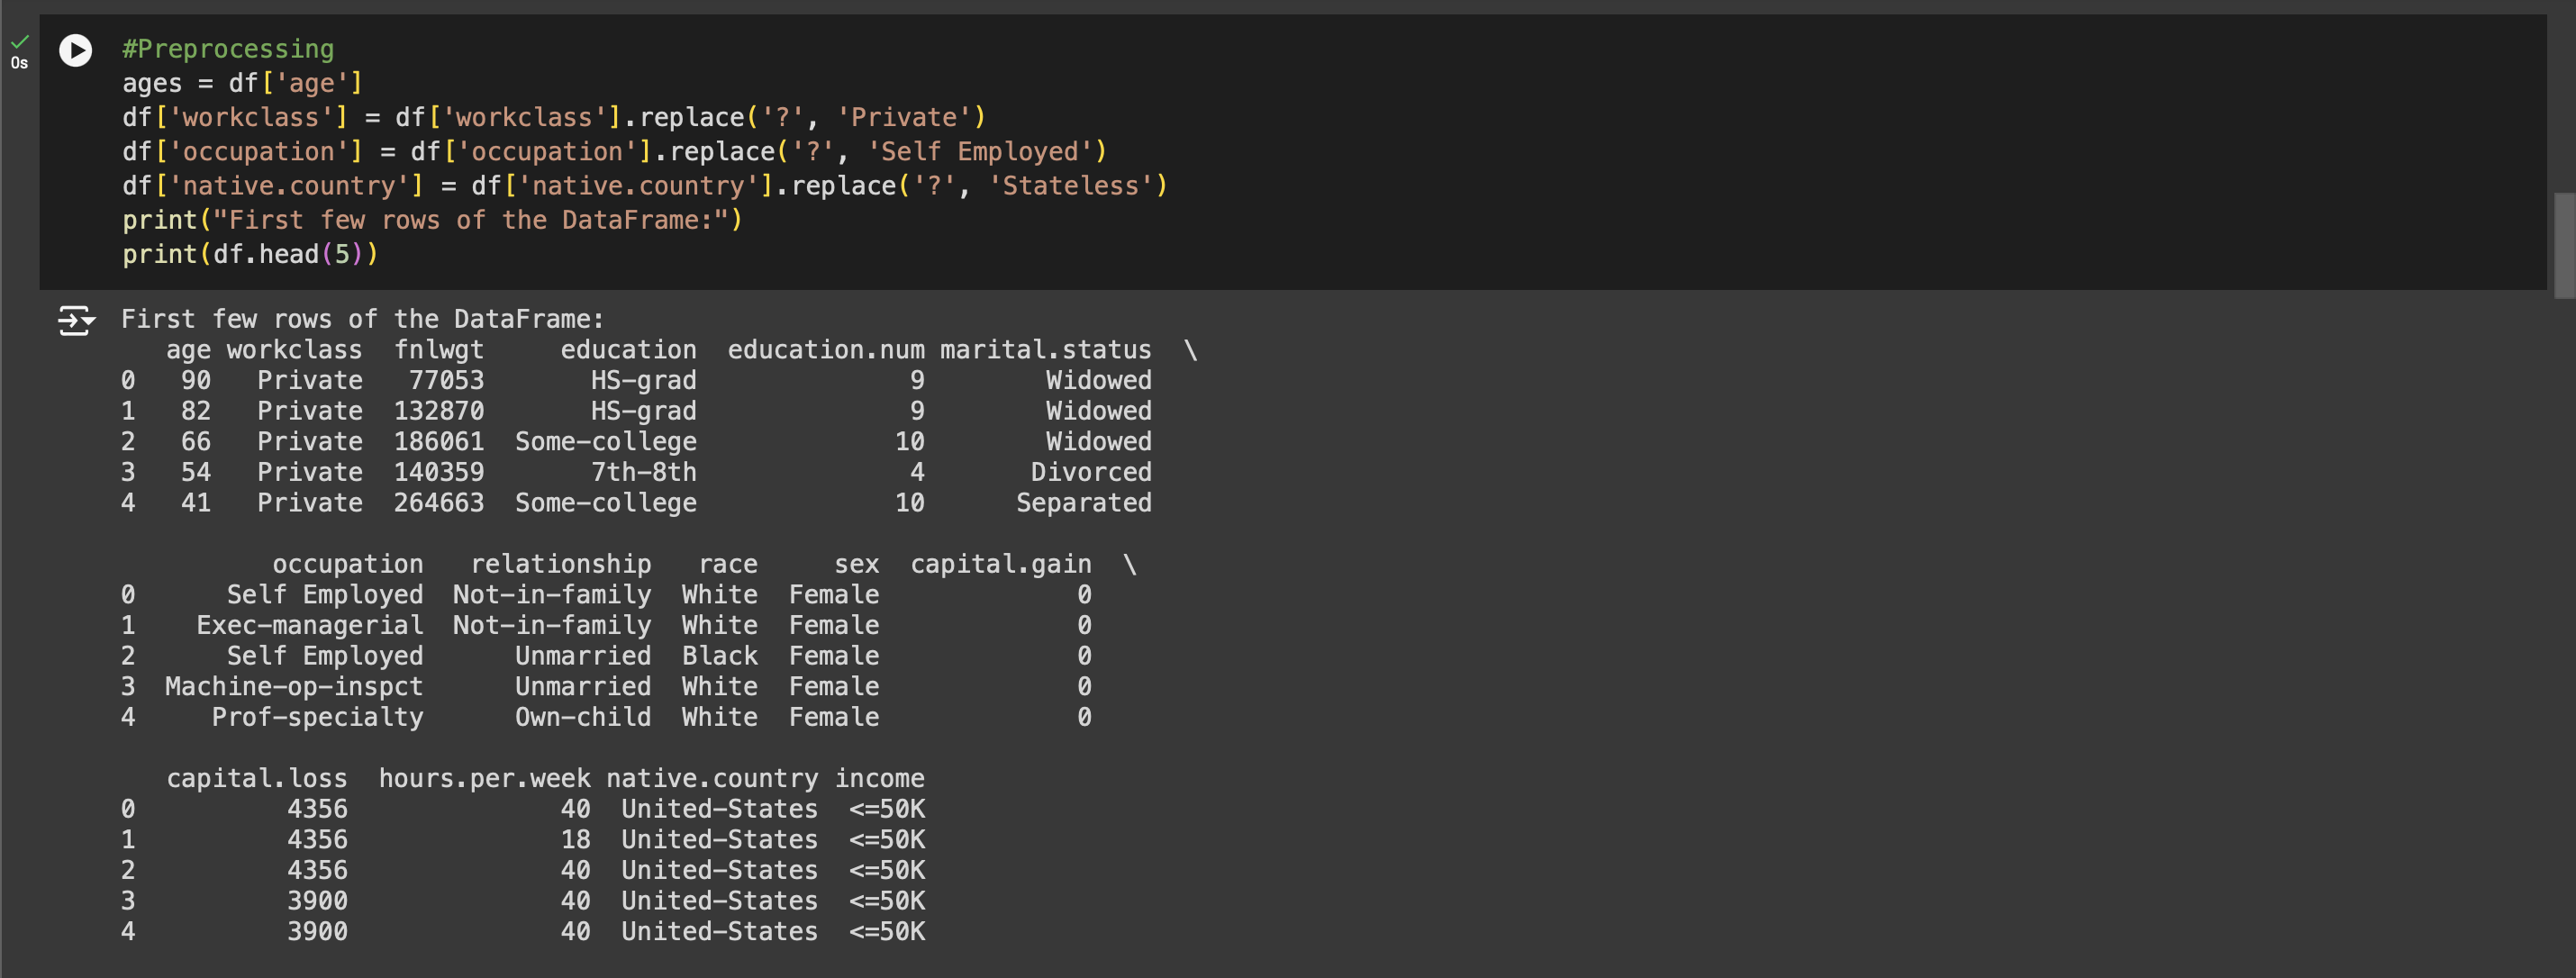 0s
#Preprocessing
ages = df['age']
df['workclass'] = df['workclass'].replace('?', 'Private')
df['occupation'] = df['occupation'].replace('?', 'Self Employed')
df['native.country'] = df['native.country'].replace('?', 'Stateless')
print("First few rows of the DataFrame:")
print(df.head(5))
First few rows of the DataFrame:
   age workclass  fnlwgt     education  education.num marital.status  \
0   90   Private   77053       HS-grad              9        Widowed
1   82   Private  132870       HS-grad              9        Widowed
2   66   Private  186061  Some-college             10        Widowed
3   54   Private  140359       7th-8th              4       Divorced
4   41   Private  264663  Some-college             10      Separated
          occupation   relationship   race     sex  capital.gain  \
0      Self Employed  Not-in-family  White  Female             0
1    Exec-managerial  Not-in-family  White  Female             0
2      Self Employed      Unmarried  Black  Female             0
3  Machine-op-inspct      Unmarried  White  Female             0
4     Prof-specialty      Own-child  White  Female             0
   capital.loss  hours.per.week native.country income
0          4356              40  United-States  <=50K
1          4356              18  United-States  <=50K
2          4356              40  United-States  <=50K
3          3900              40  United-States  <=50K
4          3900              40  United-States  <=50K